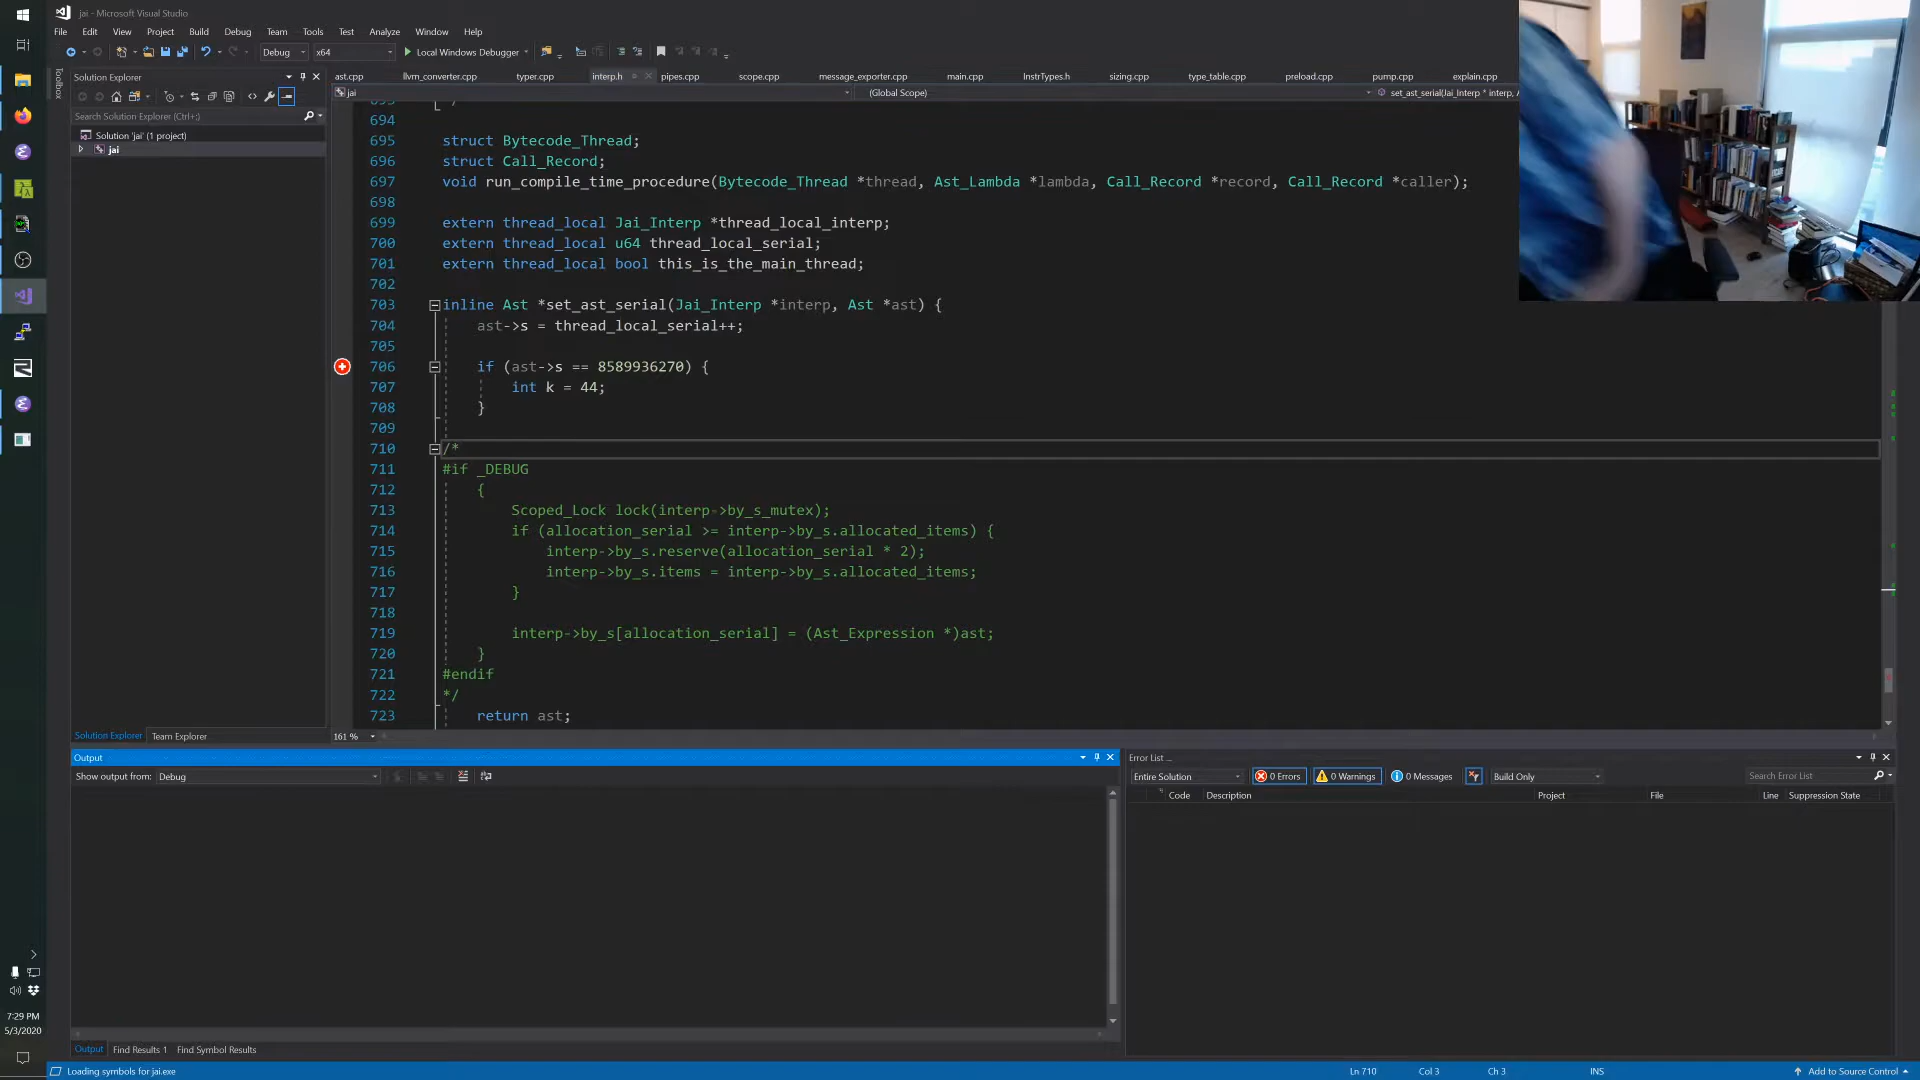 jai - Microsoft Visual Studio
File Edit View Project Build Debug Team Tools Test Analyze Window Help
Debug x64 Local Windows Debugger
Toolbox
Solution Explorer
Search Solution Explorer (Ctrl+;)
Solution 'jai' (1 project)
jai
Solution Explorer Team Explorer
ast.cpp llvm_converter.cpp typer.cpp interp.h pipes.cpp scope.cpp message_exporter.cpp main.cpp InstrTypes.h sizing.cpp type_table.cpp preload.cpp pump.cpp explain.cpp
jai (Global Scope) set_ast_serial(Jai_Interp * interp, A
693
694
695 struct Bytecode_Thread;
696 struct Call_Record;
697 void run_compile_time_procedure(Bytecode_Thread *thread, Ast_Lambda *lambda, Call_Record *record, Call_Record *caller);
698
699 extern thread_local Jai_Interp *thread_local_interp;
700 extern thread_local u64 thread_local_serial;
701 extern thread_local bool this_is_the_main_thread;
702
703 inline Ast *set_ast_serial(Jai_Interp *interp, Ast *ast) {
704 ast->s = thread_local_serial++;
705
706 if (ast->s == 8589936270) {
707 int k = 44;
708 }
709
710 /*
711 #if _DEBUG
712 {
713 Scoped_Lock lock(interp->by_s_mutex);
714 if (allocation_serial >= interp->by_s.allocated_items) {
715 interp->by_s.reserve(allocation_serial * 2);
716 interp->by_s.items = interp->by_s.allocated_items;
717 }
718
719 interp->by_s[allocation_serial] = (Ast_Expression *)ast;
720 }
721 #endif
722 */
723 return ast;
161 %
Output
Show output from: Debug
Output Find Results 1 Find Symbol Results
Error List ...
Entire Solution 0 Errors 0 Warnings 0 Messages Build Only Search Error List
Code Description Project File Line Suppression State
7:29 PM
5/3/2020
Loading symbols for jai.exe Ln 710 Col 3 Ch 3 INS Add to Source Control